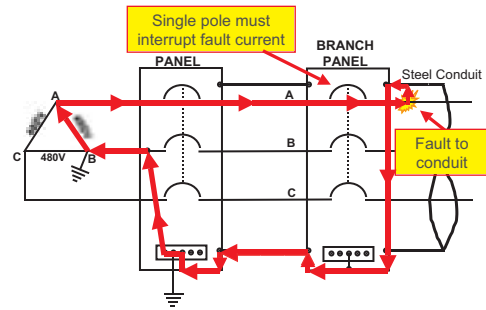 Single pole must
interrupt fault current
PANEL
BRANCH
PANEL
Steel Conduit
A
A
B
Fault to
conduit
C
480V
B
C